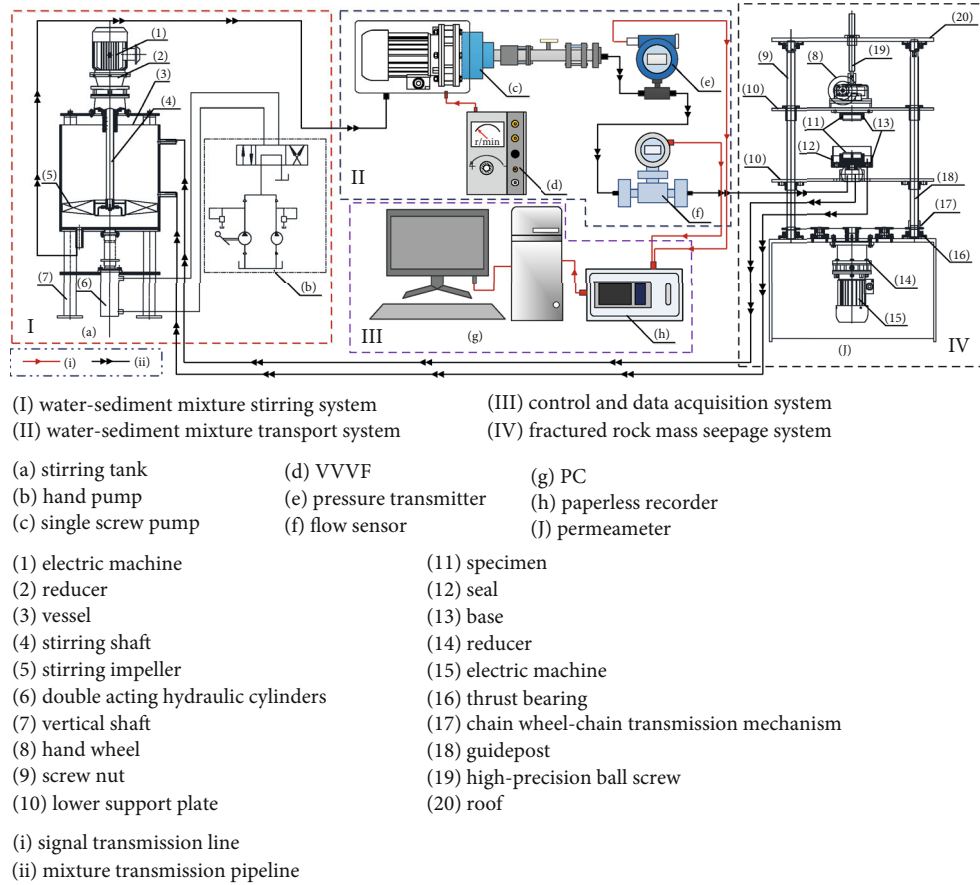 (1)
(2)
(3)
(4)
(5)
(7)
(6)
(a)
(b)
I
(c)
r/min
(d)
(e)
(f)
II
III
(g)
(h)
(20)
(19)
(9)
(8)
(10)
(11)
(13)
(12)
(10)
(18)
(17)
(16)
(14)
(15)
(J)
IV
(i)
(ii)
(I) water-sediment mixture stirring system
(II) water-sediment mixture transport system
(III) control and data acquisition system
(IV) fractured rock mass seepage system
(a) stirring tank
(b) hand pump
(c) single screw pump
(d) VVVF
(e) pressure transmitter
(f) flow sensor
(g) PC
(h) paperless recorder
(J) permeameter
(1) electric machine
(2) reducer
(3) vessel
(4) stirring shaft
(5) stirring impeller
(6) double acting hydraulic cylinders
(7) vertical shaft
(8) hand wheel
(9) screw nut
(10) lower support plate
(11) specimen
(12) seal
(13) base
(14) reducer
(15) electric machine
(16) thrust bearing
(17) chain wheel-chain transmission mechanism
(18) guidepost
(19) high-precision ball screw
(20) roof
(i) signal transmission line
(ii) mixture transmission pipeline